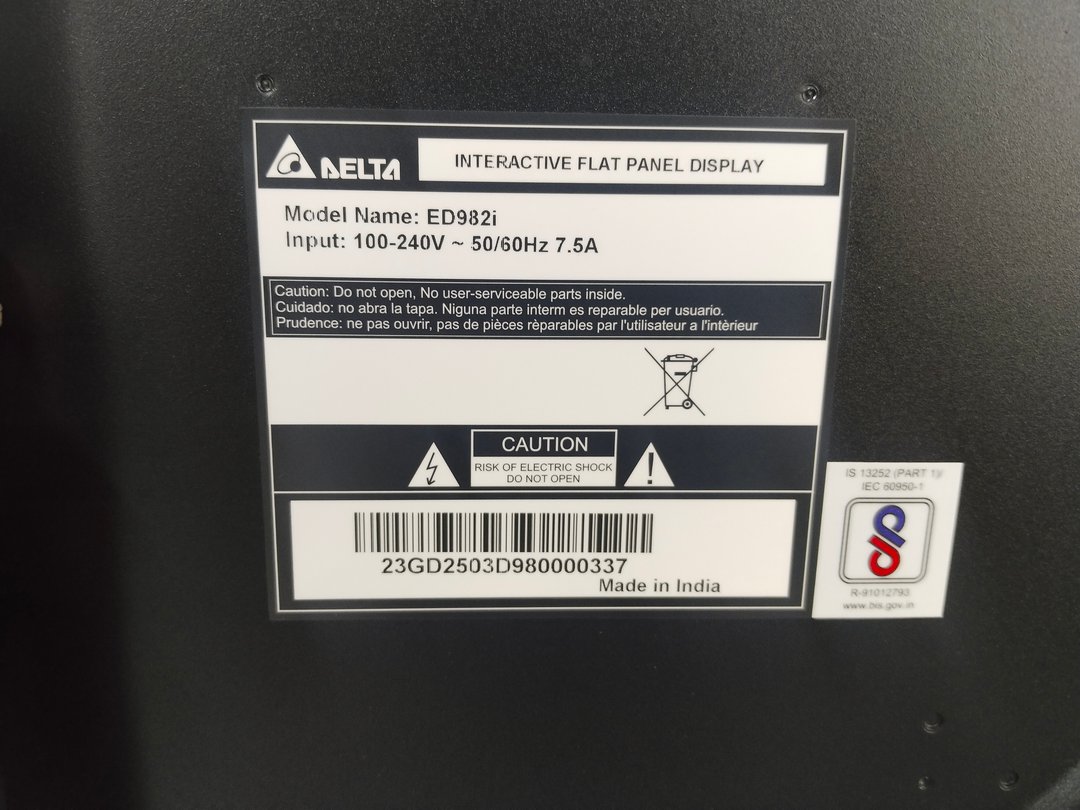 DELTA
INTERACTIVE FLAT PANEL DISPLAY
Model Name: ED982i
Input: 100-240V ~ 50/60Hz 7.5A
Caution: Do not open, No user-serviceable parts inside.
Cuidado: no abra la tapa. Niguna parte interm es reparable per usuario.
Prudence: ne pas ouvrir, pas de pièces rèparables par l'utilisateur a l'intèrieur
CAUTION
RISK OF ELECTRIC SHOCK
DO NOT OPEN
23GD2503D980000337
Made in India
IS 13252 (PART 1)/
IEC 60950-1
R-91012793
www.bis.gov.in